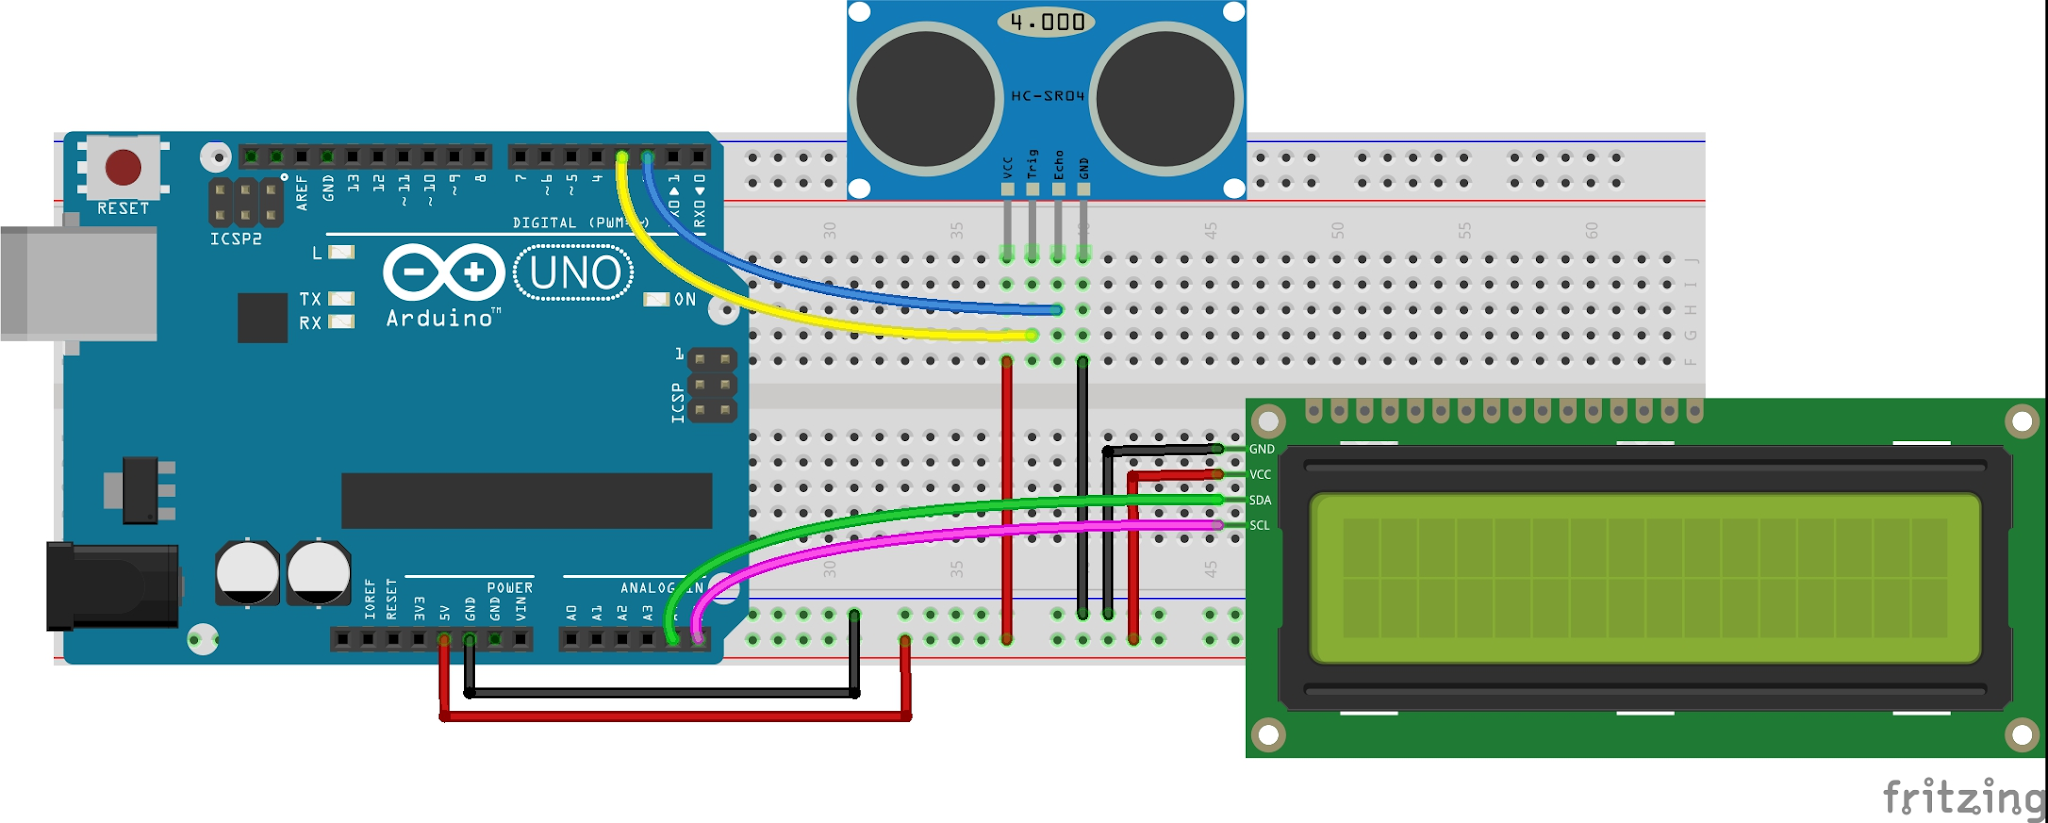 4.000
HC-SR04
VCC
Trig
Echo
GND
RESET
ICSP2
AREF
GND
13
12
~11
~10
~9
8
7
~6
~5
4
DIGITAL (PWM=~)
1
RX0◄0
L
TX
RX
UNO
ON
Arduino™
1
ICSP
IOREF
RESET
3V3
5V
GND
GND
VIN
POWER
ANALOG IN
A0
A1
A2
A3
30
35
45
50
55
60
J
I
H
G
F
30
35
45
GND
VCC
SDA
SCL
fritzing